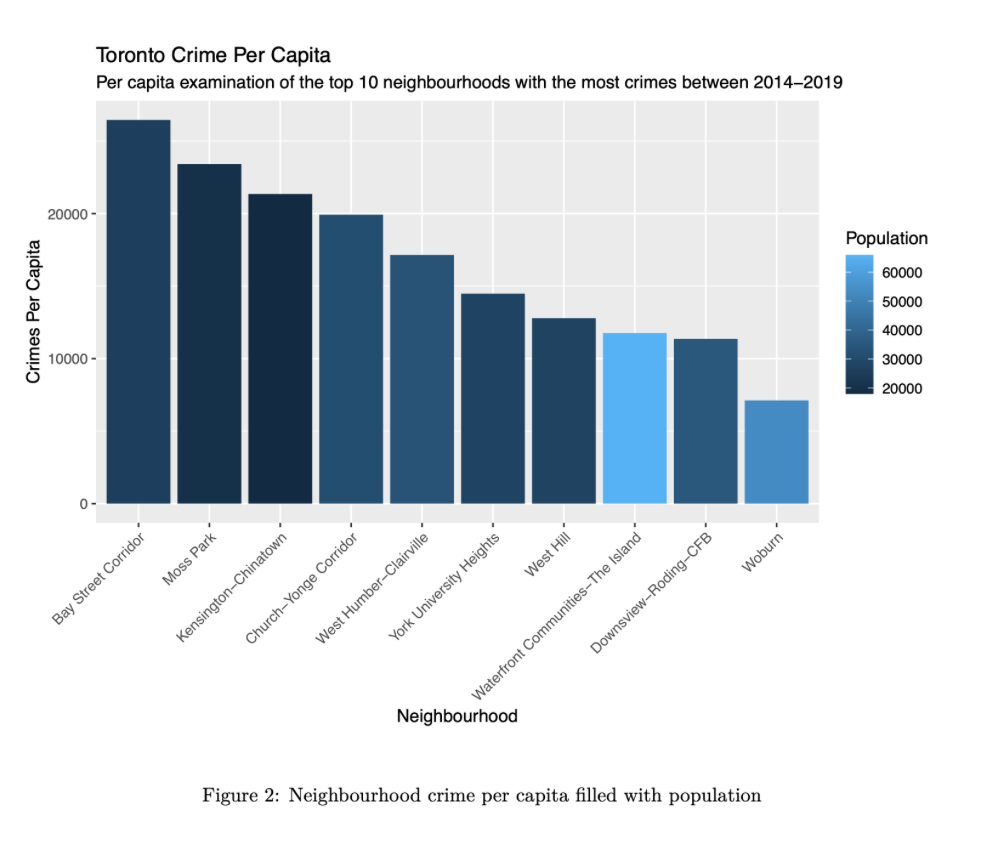 Toronto Crime Per Capita
Per capita examination of the top 10 neighbourhoods with the most crimes between 2014–2019
Crimes Per Capita
20000
10000
0
Bay Street Corridor
Moss Park
Kensington–Chinatown
Church–Yonge Corridor
West Humber–Clairville
York University Heights
West Hill
Waterfront Communities–The Island
Downsview–Roding–CFB
Woburn
Neighbourhood
Population
60000
50000
40000
30000
20000
Figure 2: Neighbourhood crime per capita filled with population